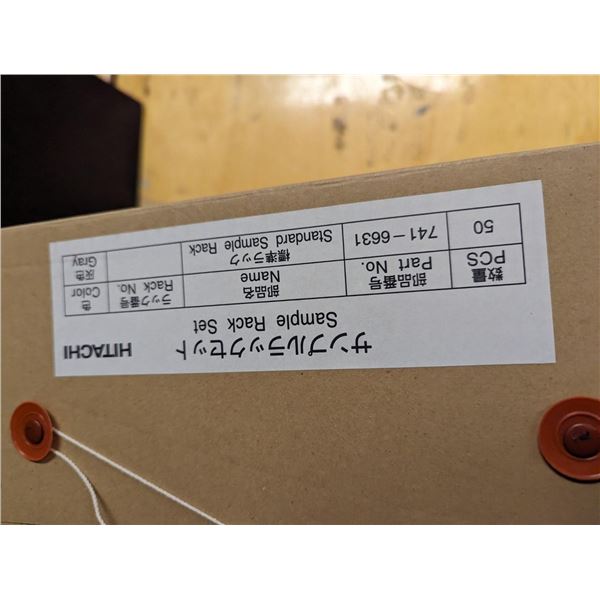 サンプルラックセット HITACHI
Sample Rack Set
数量 部品番号 部品名 ラック番号 色
PCS Part No. Name Rack No. Color
50 741-6631 標準ラック 灰色
Standard Sample Rack Gray